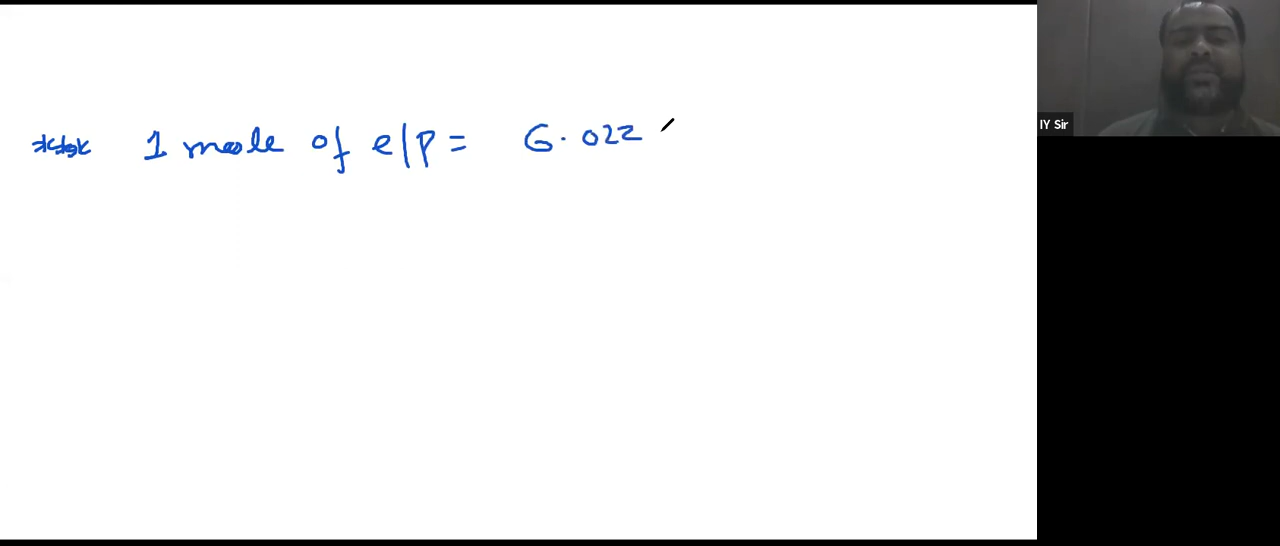 *** 1 mole of e/p = 6.022
IY Sir